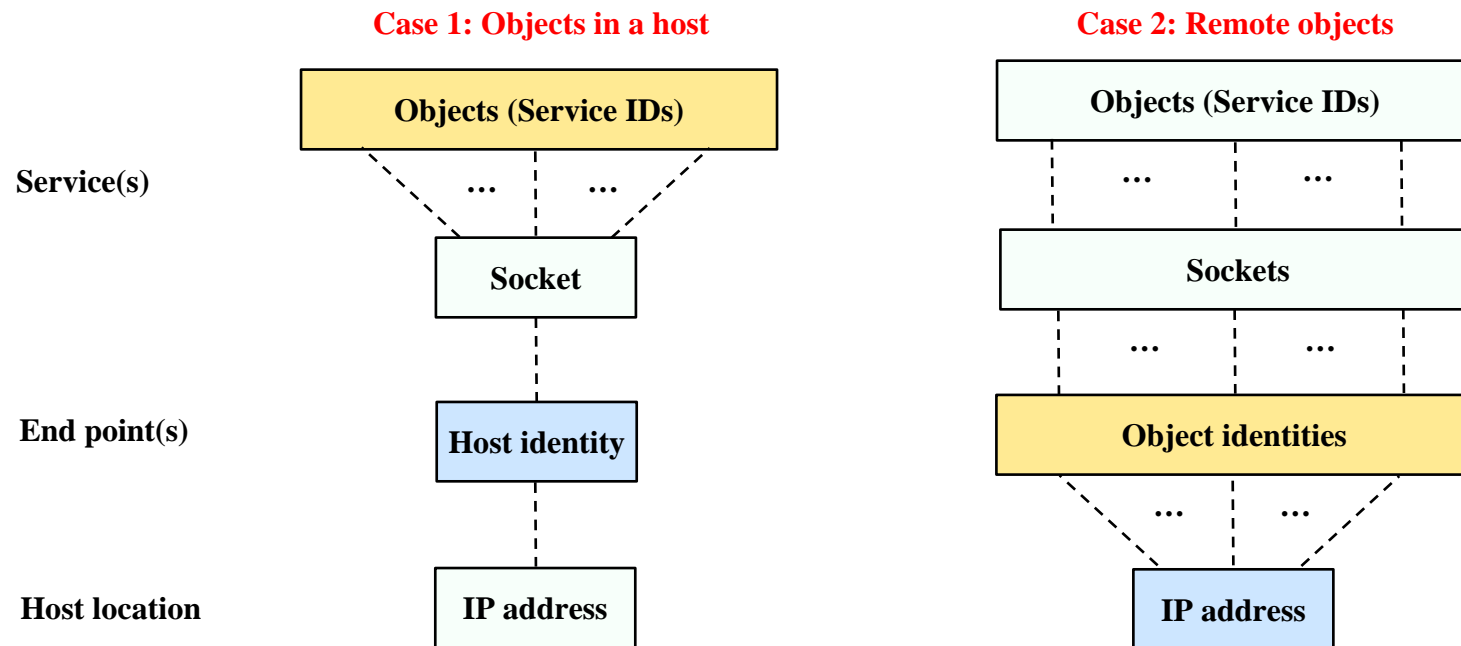 Case 1: Objects in a host
Case 2: Remote objects
Objects (Service IDs)
Objects (Service IDs)
Service(s)
... ...
... ...
Socket
Sockets
... ...
End point(s)
Host identity
Object identities
... ...
Host location
IP address
IP address